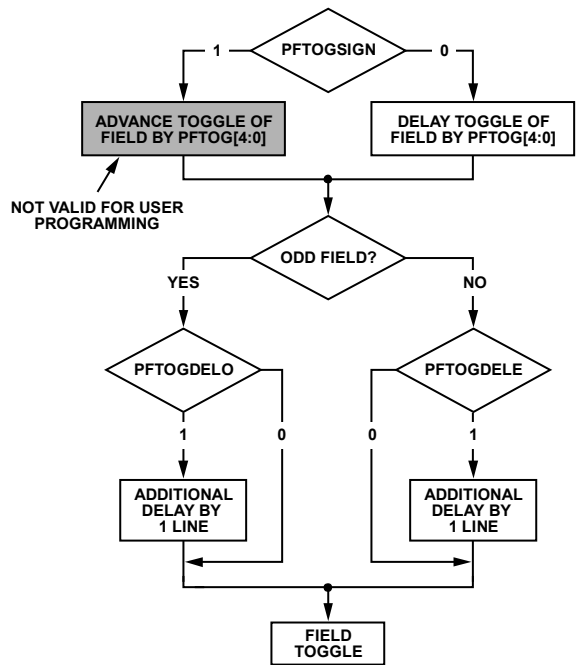 PFTOGSIGN
1
0
ADVANCE TOGGLE OF
FIELD BY PFTOG[4:0]
DELAY TOGGLE OF
FIELD BY PFTOG[4:0]
NOT VALID FOR USER
PROGRAMMING
ODD FIELD?
YES
NO
PFTOGDELO
PFTOGDELE
1
0
0
1
ADDITIONAL
DELAY BY
1 LINE
ADDITIONAL
DELAY BY
1 LINE
FIELD
TOGGLE